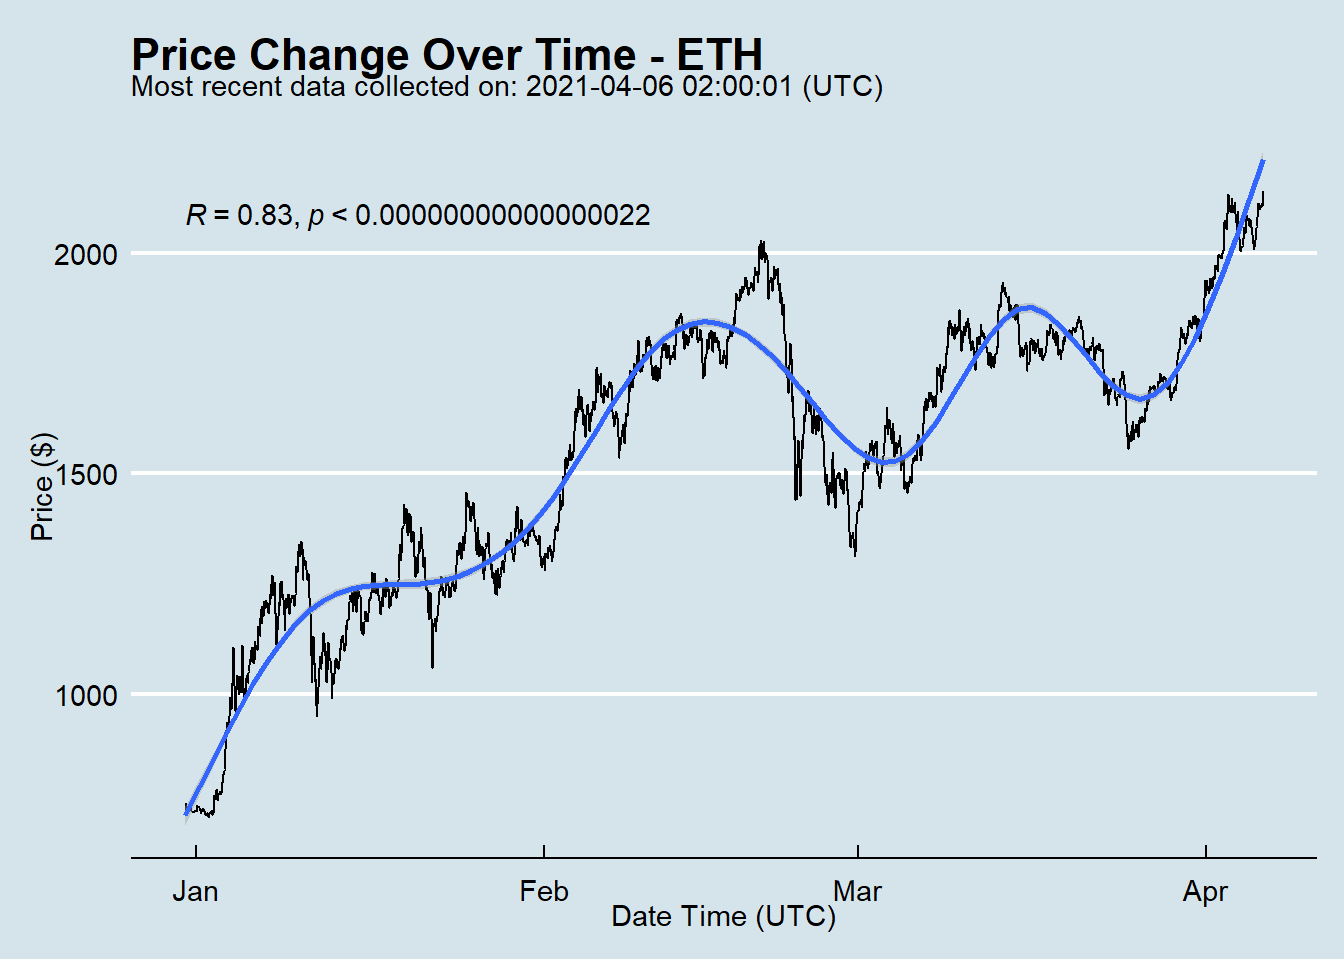 Price Change Over Time - ETH
Most recent data collected on: 2021-04-06 02:00:01 (UTC)
R = 0.83, p < 0.00000000000000022
2000
1500
1000
Price ($)
Jan Feb Mar Apr
Date Time (UTC)